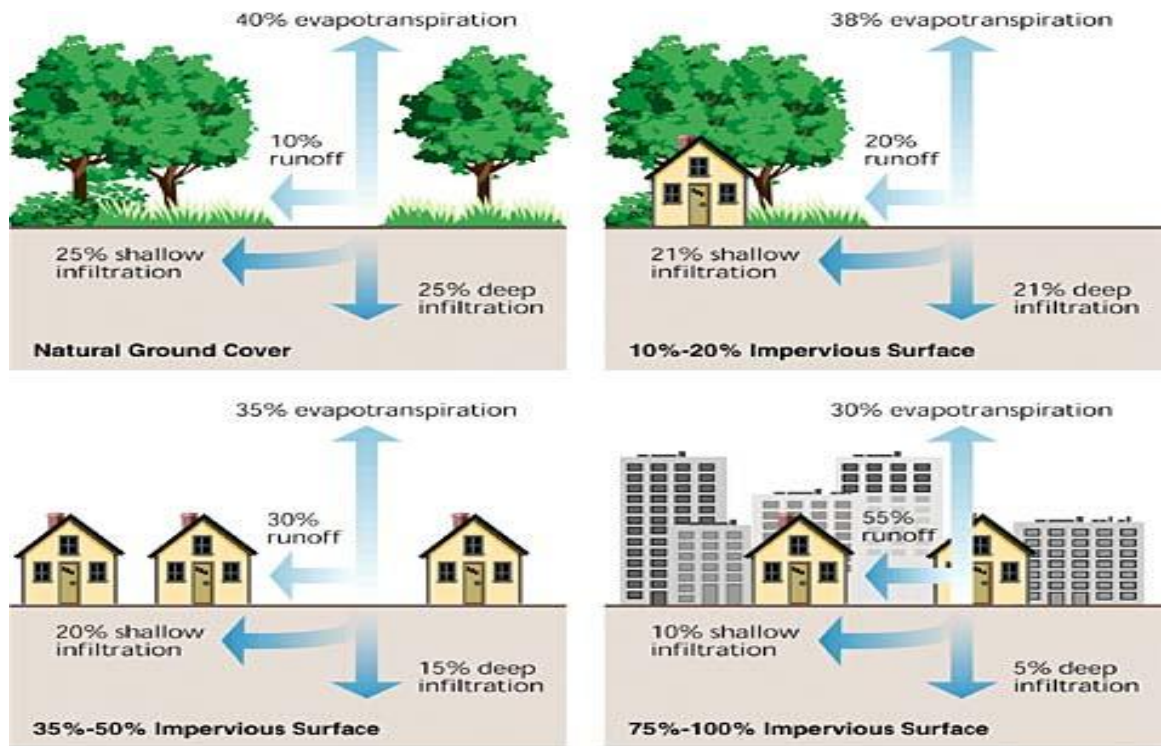 40% evapotranspiration
10%
runoff
25% shallow
infiltration
25% deep
infiltration
Natural Ground Cover
38% evapotranspiration
20%
runoff
21% shallow
infiltration
21% deep
infiltration
10%-20% Impervious Surface
35% evapotranspiration
30%
runoff
20% shallow
infiltration
15% deep
infiltration
35%-50% Impervious Surface
30% evapotranspiration
55%
runoff
10% shallow
infiltration
5% deep
infiltration
75%-100% Impervious Surface